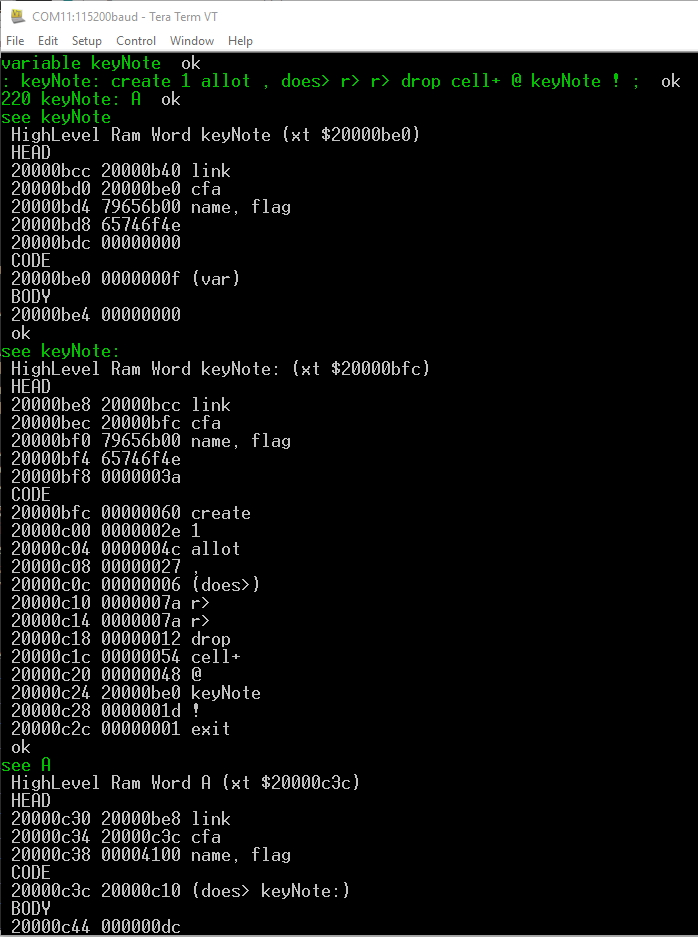 COM11:115200baud - Tera Term VT
File Edit Setup Control Window Help
variable keyNote  ok
: keyNote: create 1 allot , does> r> r> drop cell+ @ keyNote ! ;  ok
220 keyNote: A  ok
see keyNote
HighLevel Ram Word keyNote (xt $20000be0)
HEAD
20000bcc 20000b40 link
20000bd0 20000be0 cfa
20000bd4 79656b00 name, flag
20000bd8 65746f4e
20000bdc 00000000
CODE
20000be0 0000000f (var)
BODY
20000be4 00000000
ok
see keyNote:
HighLevel Ram Word keyNote: (xt $20000bfc)
HEAD
20000be8 20000bcc link
20000bec 20000bfc cfa
20000bf0 79656b00 name, flag
20000bf4 65746f4e
20000bf8 0000003a
CODE
20000bfc 00000060 create
20000c00 0000002e 1
20000c04 0000004c allot
20000c08 00000027 ,
20000c0c 00000006 (does>)
20000c10 0000007a r>
20000c14 0000007a r>
20000c18 00000012 drop
20000c1c 00000054 cell+
20000c20 00000048 @
20000c24 20000be0 keyNote
20000c28 0000001d !
20000c2c 00000001 exit
ok
see A
HighLevel Ram Word A (xt $20000c3c)
HEAD
20000c30 20000be8 link
20000c34 20000c3c cfa
20000c38 00004100 name, flag
CODE
20000c3c 20000c10 (does> keyNote:)
BODY
20000c44 000000dc